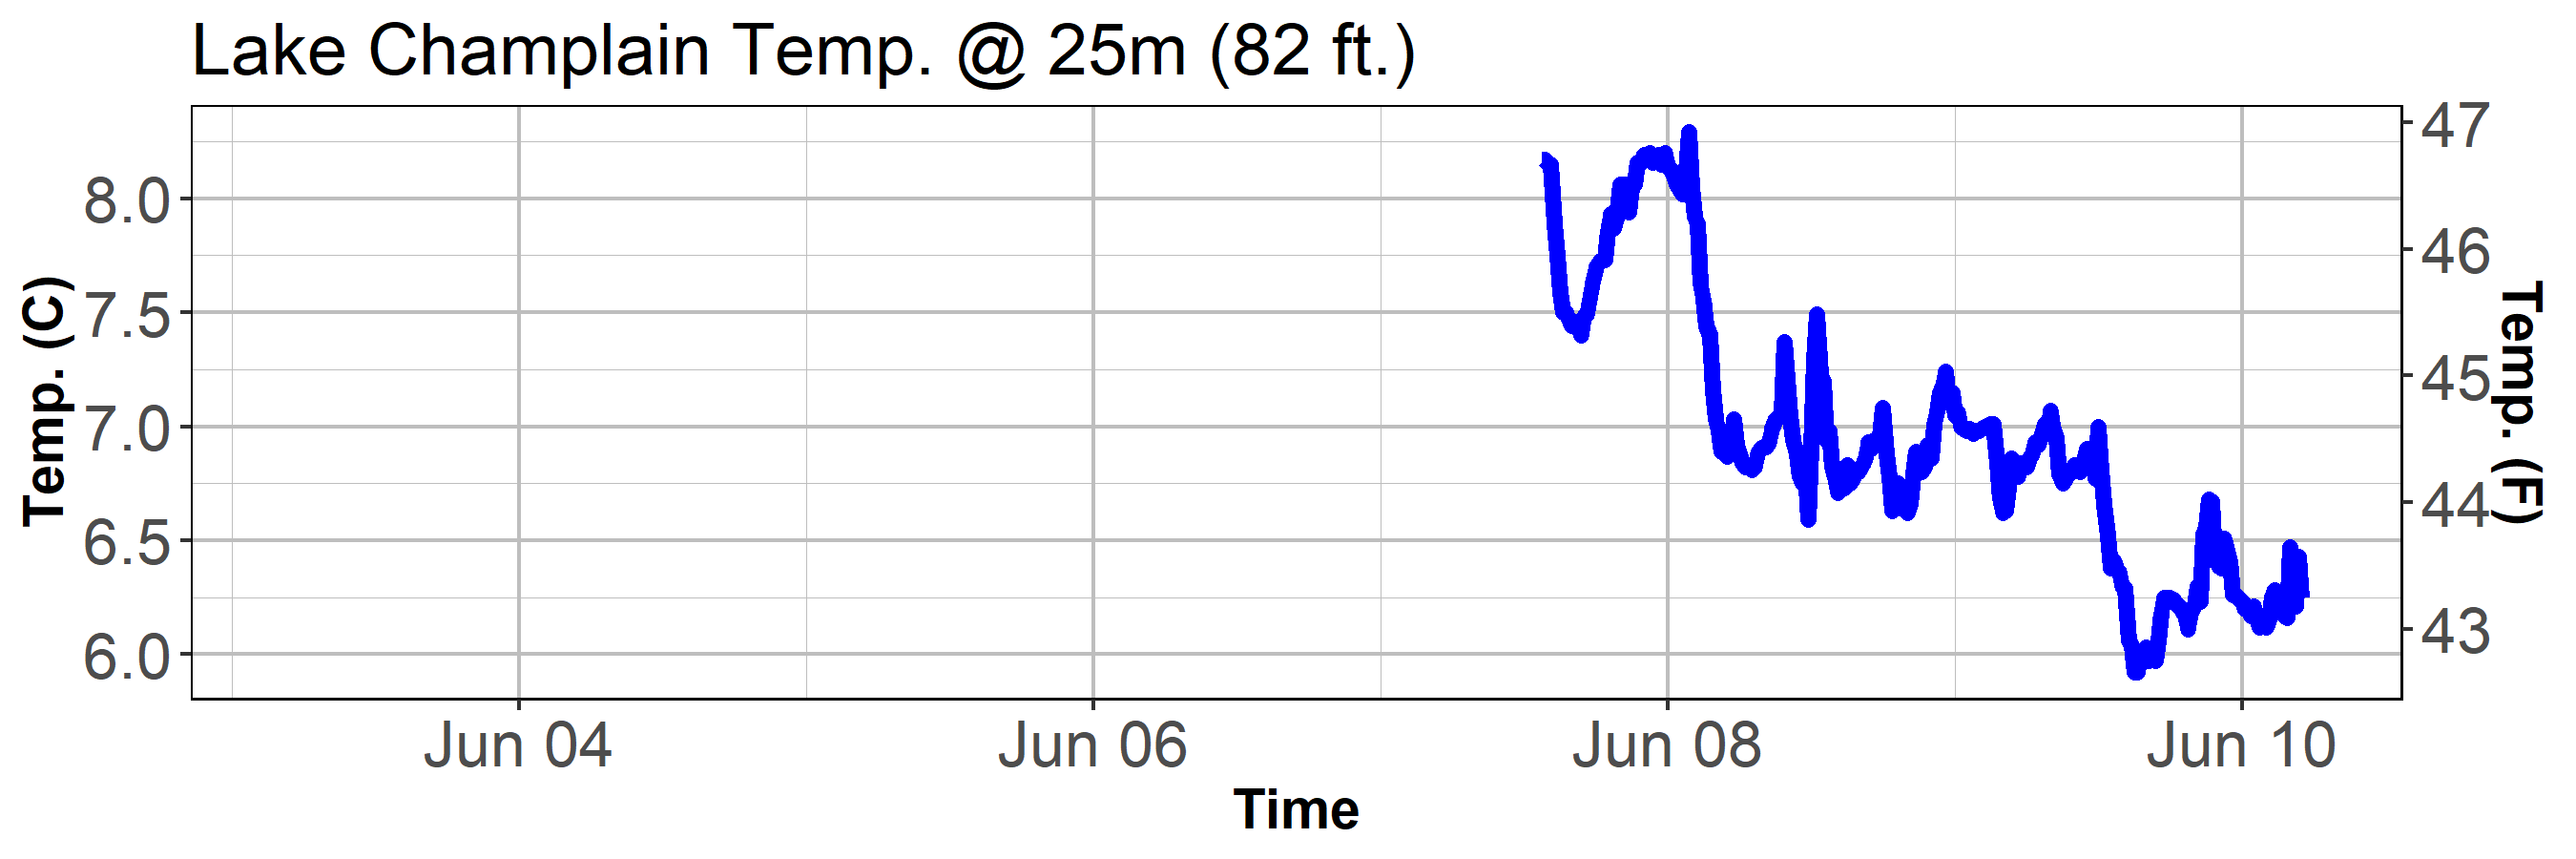 Lake Champlain Temp. @ 25m (82 ft.)
Temp. (C)
8.0
7.5
7.0
6.5
6.0
47
46
45
44
43
Temp. (F)
Jun 04
Jun 06
Jun 08
Jun 10
Time